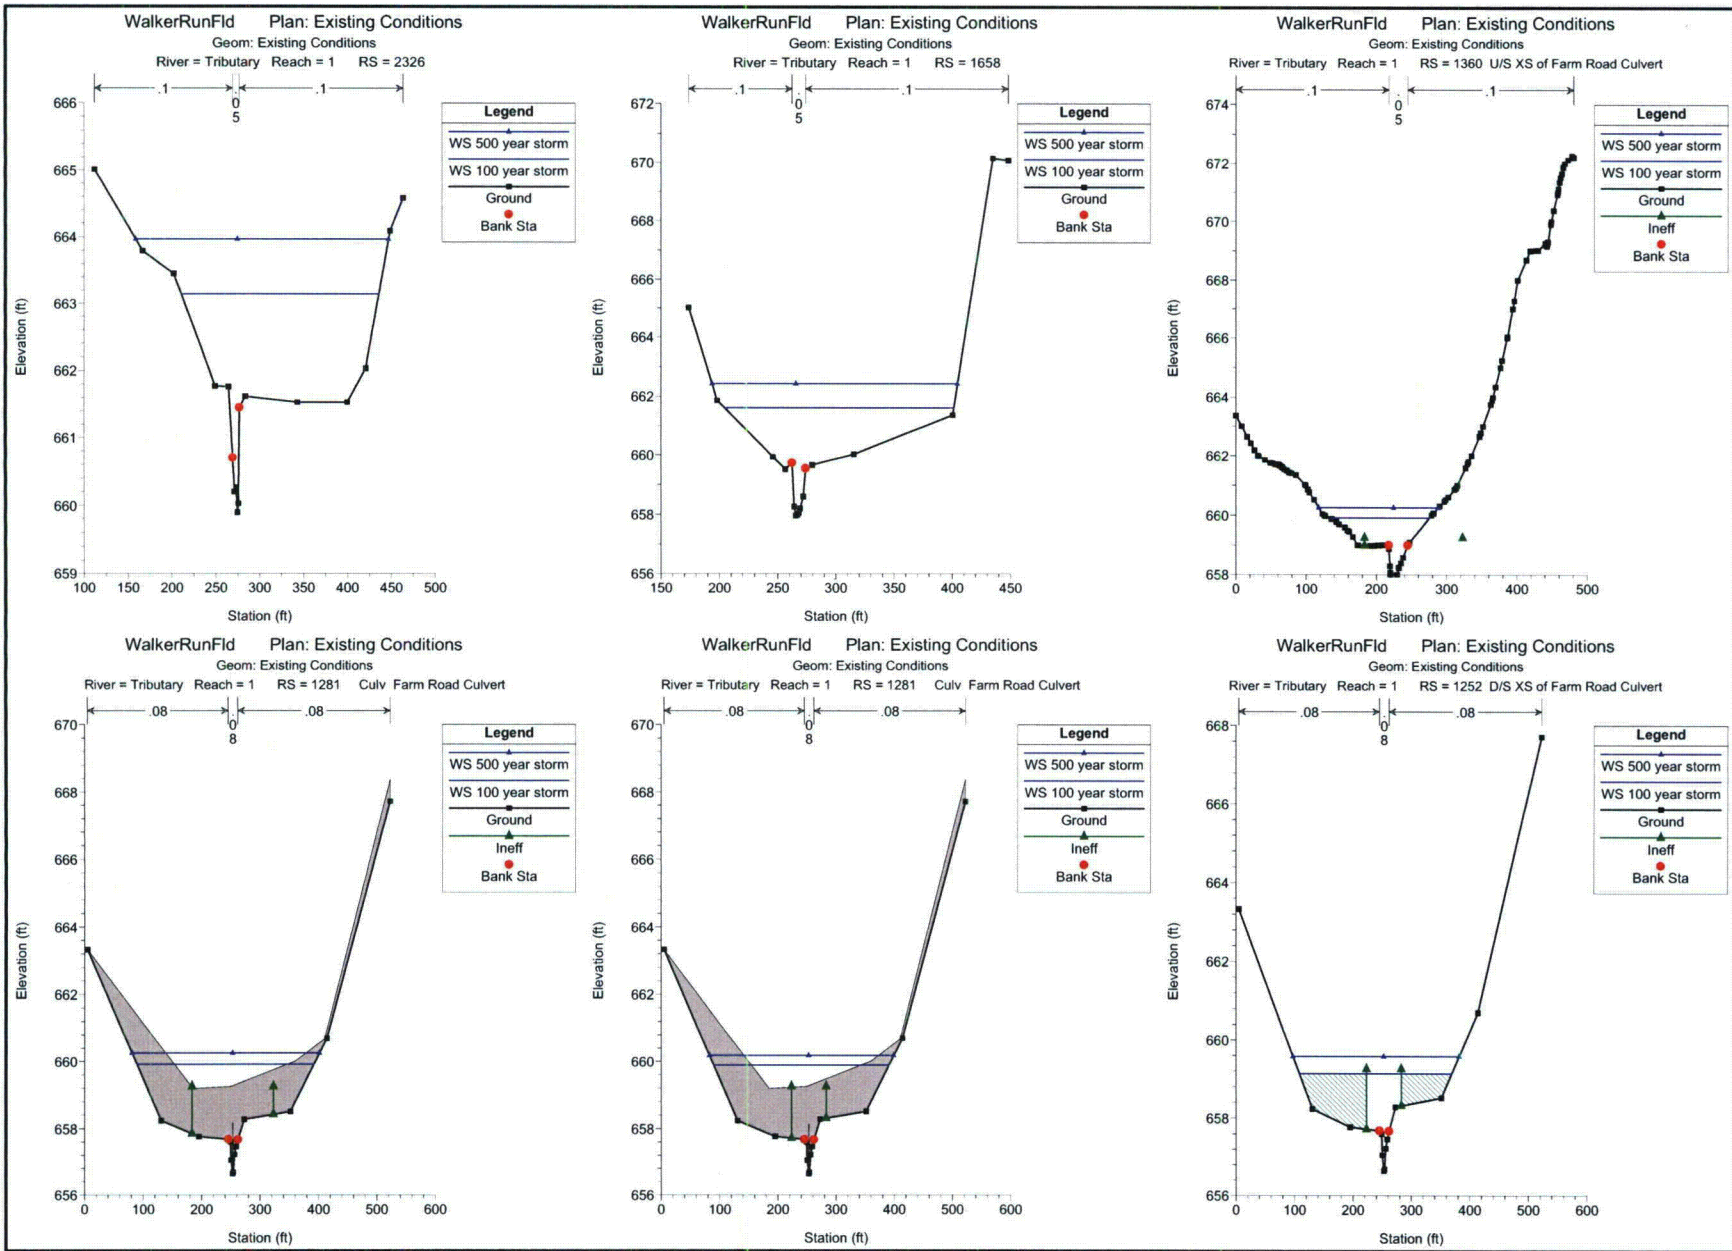 WalkerRunFld Plan: Existing Conditions
Geom: Existing Conditions
River = Tributary Reach = 1 RS = 2326
.1
.05
.1
Legend
WS 500 year storm
WS 100 year storm
Ground
Bank Sta
Elevation (ft)
666
665
664
663
662
661
660
659
100 150 200 250 300 350 400 450 500
Station (ft)
WalkerRunFld Plan: Existing Conditions
Geom: Existing Conditions
River = Tributary Reach = 1 RS = 1658
.1
.05
.1
Legend
WS 500 year storm
WS 100 year storm
Ground
Bank Sta
Elevation (ft)
672
670
668
666
664
662
660
658
656
150 200 250 300 350 400 450
Station (ft)
WalkerRunFld Plan: Existing Conditions
Geom: Existing Conditions
River = Tributary Reach = 1 RS = 1360 U/S XS of Farm Road Culvert
.1
.05
.1
Legend
WS 500 year storm
WS 100 year storm
Ground
Ineff
Bank Sta
Elevation (ft)
674
672
670
668
666
664
662
660
658
0 100 200 300 400 500
Station (ft)
WalkerRunFld Plan: Existing Conditions
Geom: Existing Conditions
River = Tributary Reach = 1 RS = 1281 Culv Farm Road Culvert
.08
.08
.08
Legend
WS 500 year storm
WS 100 year storm
Ground
Ineff
Bank Sta
Elevation (ft)
670
668
666
664
662
660
658
656
0 100 200 300 400 500 600
Station (ft)
WalkerRunFld Plan: Existing Conditions
Geom: Existing Conditions
River = Tributary Reach = 1 RS = 1281 Culv Farm Road Culvert
.08
.08
.08
Legend
WS 500 year storm
WS 100 year storm
Ground
Ineff
Bank Sta
Elevation (ft)
670
668
666
664
662
660
658
656
0 100 200 300 400 500 600
Station (ft)
WalkerRunFld Plan: Existing Conditions
Geom: Existing Conditions
River = Tributary Reach = 1 RS = 1252 D/S XS of Farm Road Culvert
.08
.08
.08
Legend
WS 500 year storm
WS 100 year storm
Ground
Ineff
Bank Sta
Elevation (ft)
668
666
664
662
660
658
656
0 100 200 300 400 500 600
Station (ft)